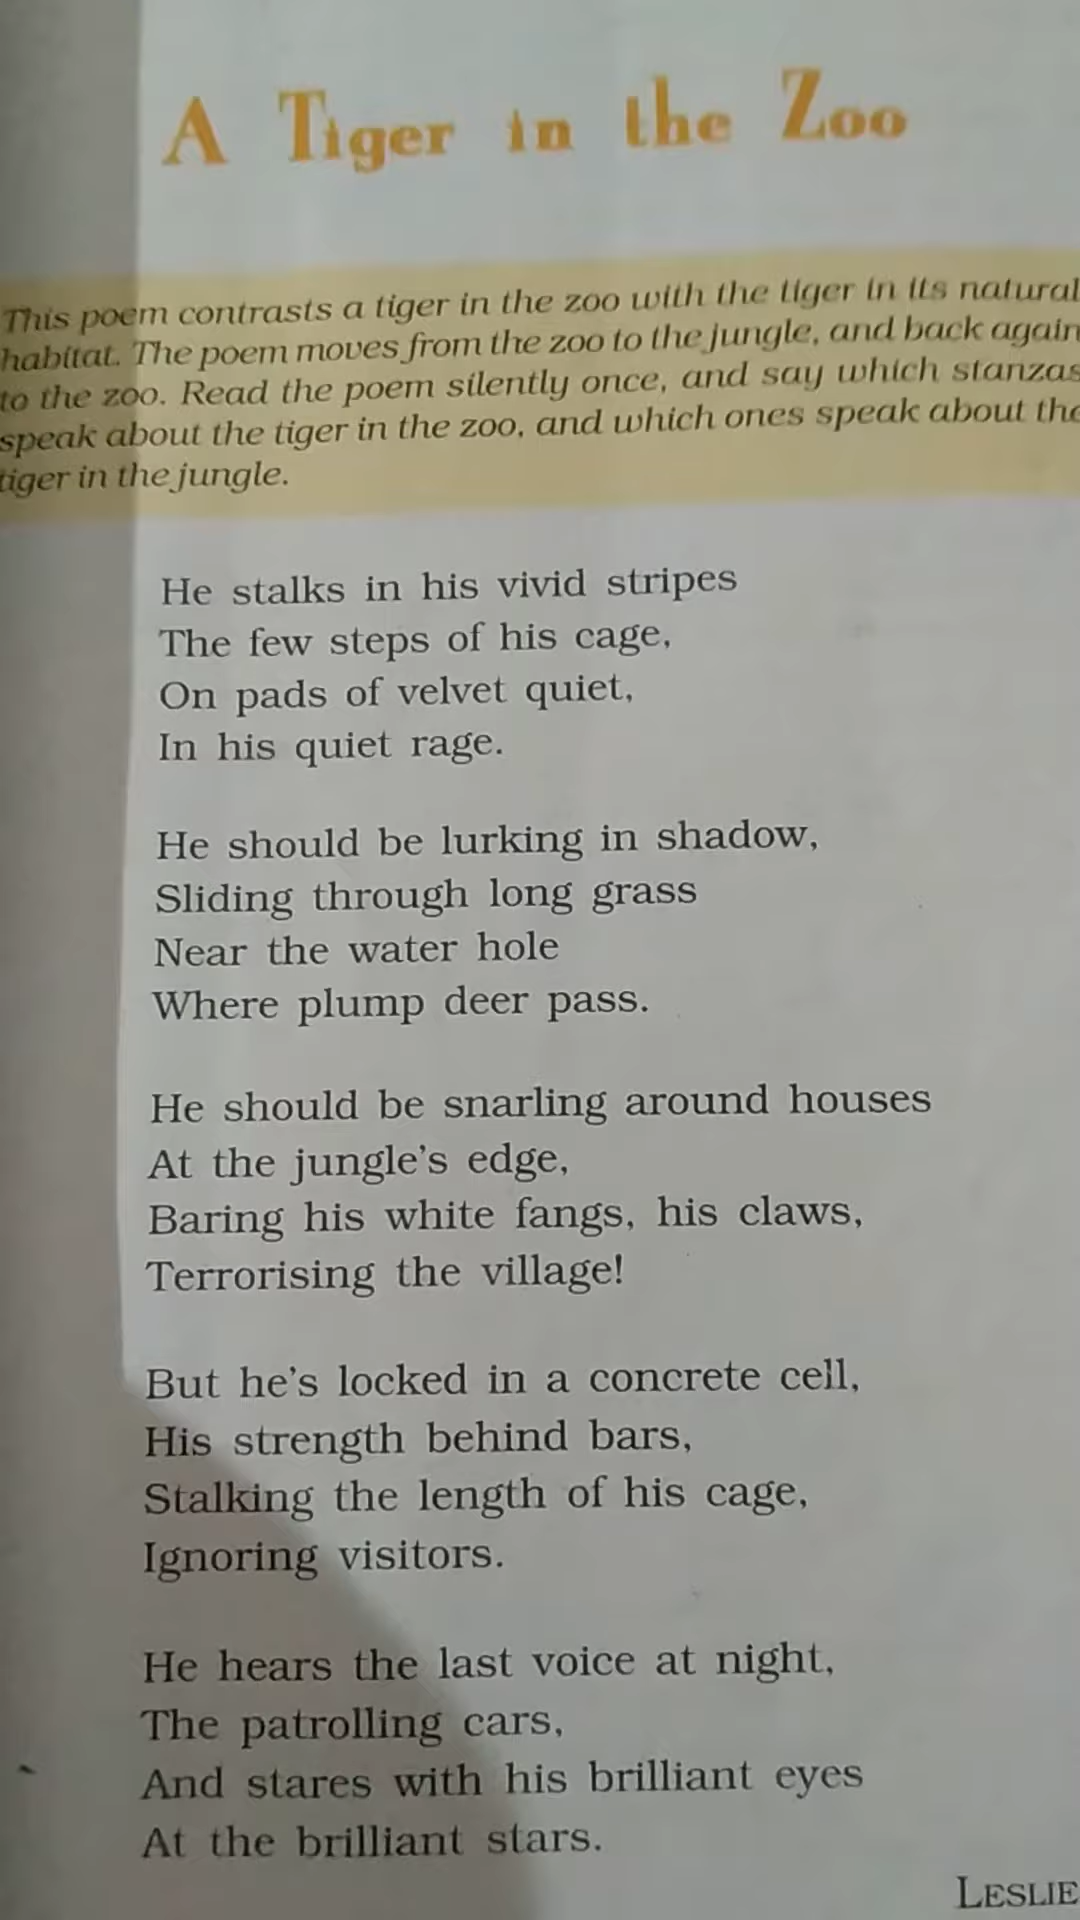 A Tiger in the Zoo
This poem contrasts a tiger in the zoo with the tiger in its natural
habitat. The poem moves from the zoo to the jungle, and back again
to the zoo. Read the poem silently once, and say which stanzas
speak about the tiger in the zoo, and which ones speak about the
tiger in the jungle.
He stalks in his vivid stripes
The few steps of his cage,
On pads of velvet quiet,
In his quiet rage.
He should be lurking in shadow,
Sliding through long grass
Near the water hole
Where plump deer pass.
He should be snarling around houses
At the jungle's edge,
Baring his white fangs, his claws,
Terrorising the village!
But he's locked in a concrete cell,
His strength behind bars,
Stalking the length of his cage,
Ignoring visitors.
He hears the last voice at night,
The patrolling cars,
And stares with his brilliant eyes
At the brilliant stars.
LESLIE